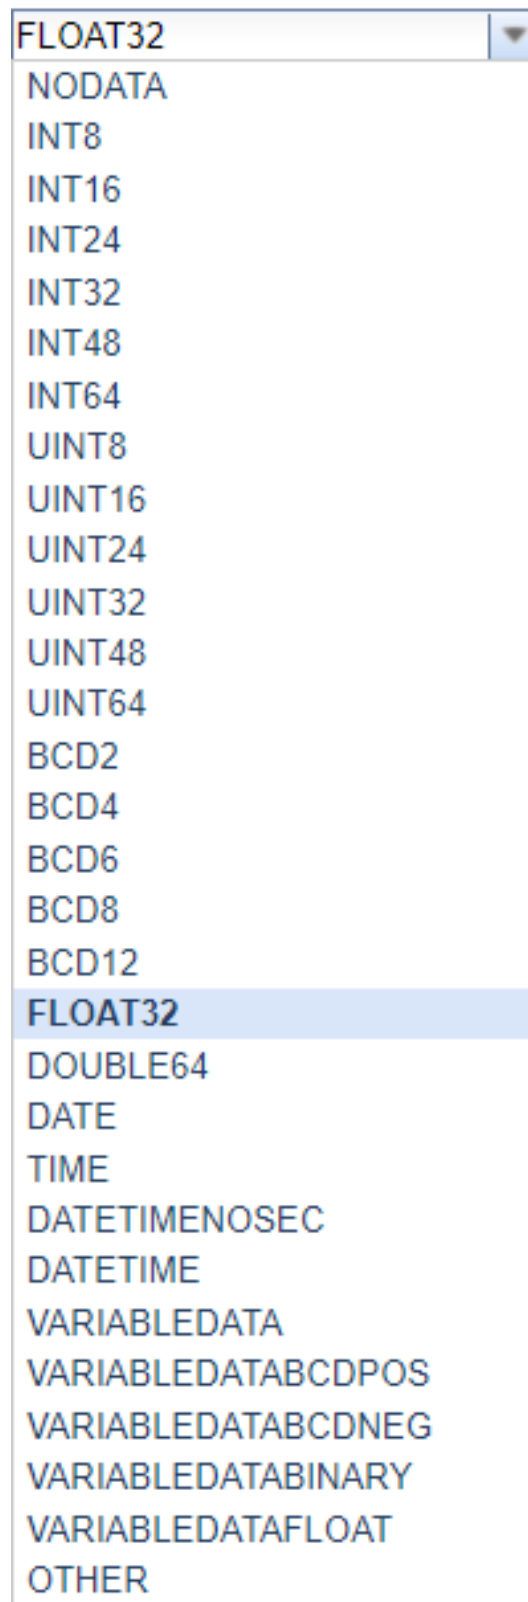 FLOAT32
NODATA
INT8
INT16
INT24
INT32
INT48
INT64
UINT8
UINT16
UINT24
UINT32
UINT48
UINT64
BCD2
BCD4
BCD6
BCD8
BCD12
FLOAT32
DOUBLE64
DATE
TIME
DATETIMENOSEC
DATETIME
VARIABLEDATA
VARIABLEDATABCDPOS
VARIABLEDATABCDNEG
VARIABLEDATABINARY
VARIABLEDATAFLOAT
OTHER